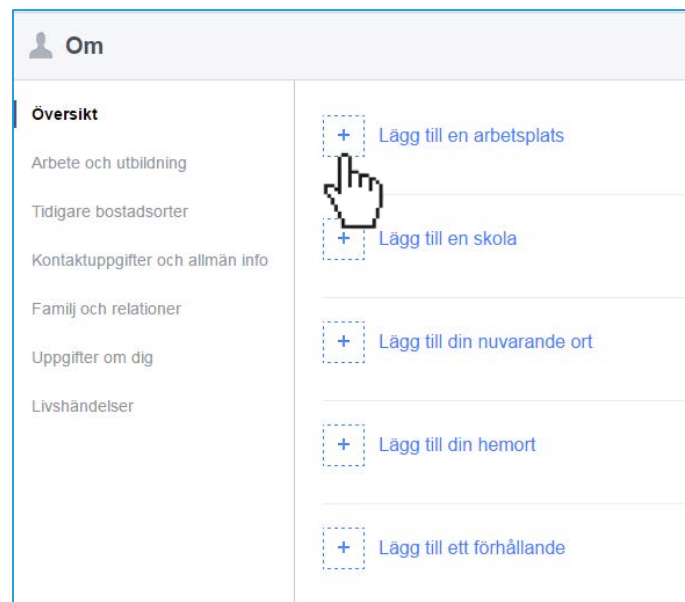 Om
Översikt
Arbete och utbildning
Tidigare bostadsorter
Kontaktuppgifter och allmän info
Familj och relationer
Uppgifter om dig
Livshändelser
+ Lägg till en arbetsplats
+ Lägg till en skola
+ Lägg till din nuvarande ort
+ Lägg till din hemort
+ Lägg till ett förhållande